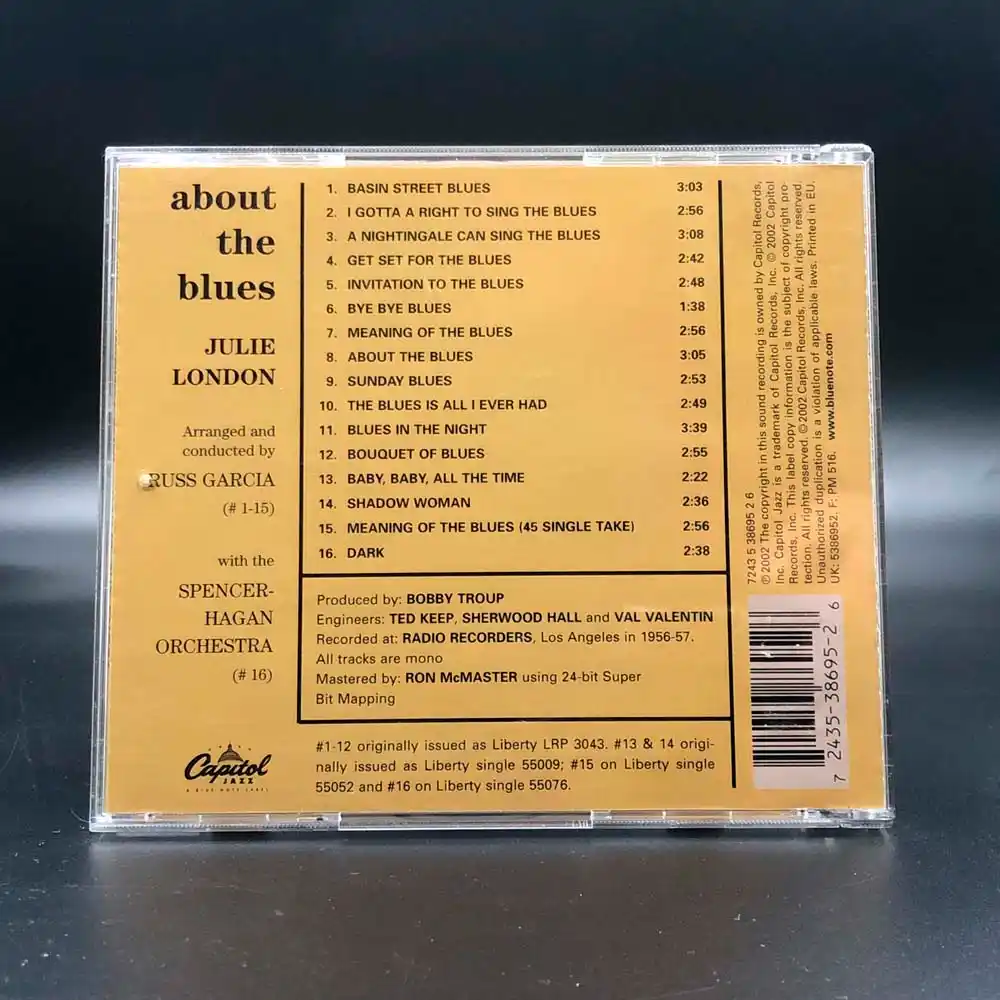 about
the
blues
JULIE
LONDON
Arranged and
conducted by
RUSS GARCIA
(# 1-15)
with the
SPENCER-
HAGAN
ORCHESTRA
(# 16)
Capitol
JAZZ
A BLUE NOTE LABEL
1. BASIN STREET BLUES 3:03
2. I GOTTA A RIGHT TO SING THE BLUES 2:56
3. A NIGHTINGALE CAN SING THE BLUES 3:08
4. GET SET FOR THE BLUES 2:42
5. INVITATION TO THE BLUES 2:48
6. BYE BYE BLUES 1:38
7. MEANING OF THE BLUES 2:56
8. ABOUT THE BLUES 3:05
9. SUNDAY BLUES 2:53
10. THE BLUES IS ALL I EVER HAD 2:49
11. BLUES IN THE NIGHT 3:39
12. BOUQUET OF BLUES 2:55
13. BABY, BABY, ALL THE TIME 2:22
14. SHADOW WOMAN 2:36
15. MEANING OF THE BLUES (45 SINGLE TAKE) 2:56
16. DARK 2:38
Produced by: BOBBY TROUP
Engineers: TED KEEP, SHERWOOD HALL and VAL VALENTIN
Recorded at: RADIO RECORDERS, Los Angeles in 1956-57.
All tracks are mono
Mastered by: RON McMASTER using 24-bit Super
Bit Mapping
#1-12 originally issued as Liberty LRP 3043. #13 & 14 origi-
nally issued as Liberty single 55009; #15 on Liberty single
55052 and #16 on Liberty single 55076.
7243 5 38695 2 6
℗ 2002 The copyright in this sound recording is owned by Capitol Records,
Inc. Capitol Jazz is a trademark of Capitol Records, Inc. © 2002 Capitol
Records, Inc. This label copy information is the subject of copyright pro-
tection. All rights reserved. © 2002 Capitol Records, Inc. All rights reserved.
Unauthorized duplication is a violation of applicable laws. Printed in EU.
UK: 5386952. F: PM 516. www.bluenote.com
7 2435-38695-2 6